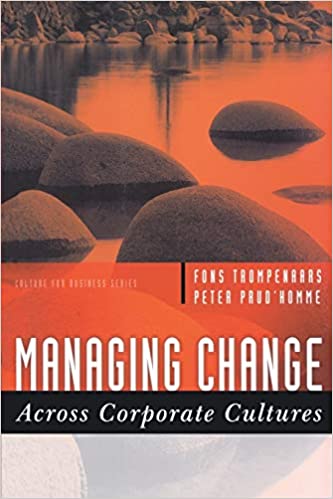 CULTURE FOR BUSINESS SERIES
FONS TROMPENAARS
PETER PRUD'HOMME
MANAGING CHANGE
Across Corporate Cultures